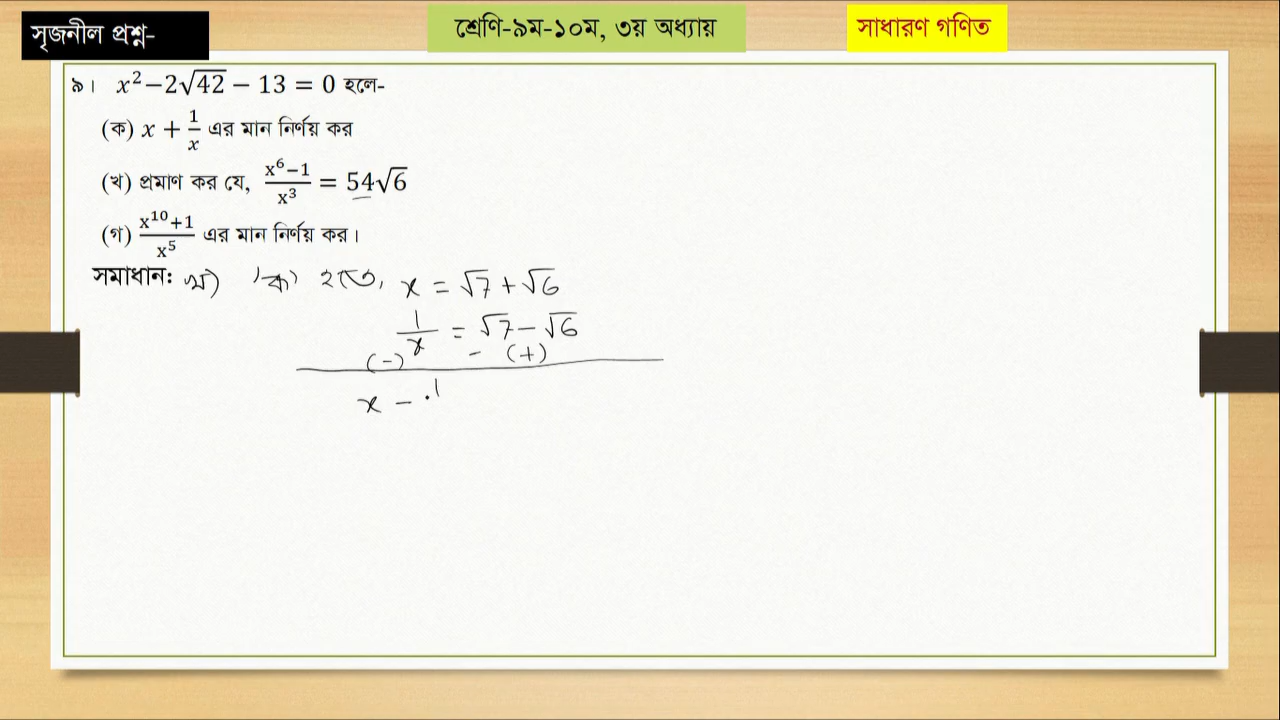 সৃজনীল প্রশ্ন-
শ্রেণি-৯ম-১০ম, ৩য় অধ্যায়
সাধারণ গণিত
৯। x² − 2√42 − 13 = 0 হলে-
(ক) x + 1/x এর মান নির্ণয় কর
(খ) প্রমাণ কর যে, (x⁶−1)/x³ = 54√6
(গ) (x¹⁰+1)/x⁵ এর মান নির্ণয় কর।
সমাধান: খ) 'ক' হতে, x = √7 + √6
1/x = √7 − √6
(−) − (+)
x − 1